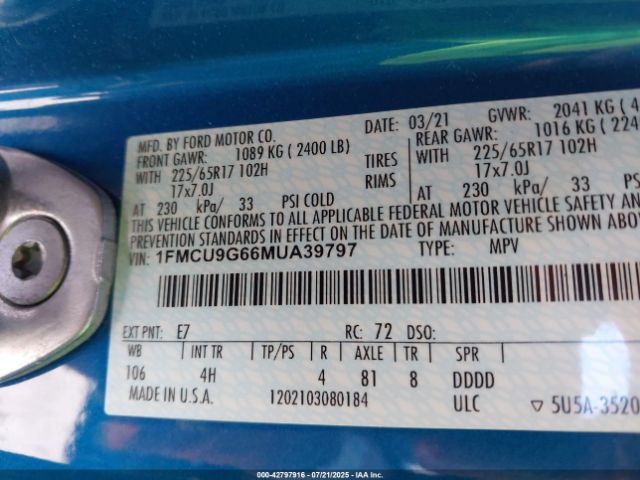 MFD. BY FORD MOTOR CO.
DATE: 03/21 GVWR: 2041 KG ( 4
FRONT GAWR: 1089 KG ( 2400 LB)
REAR GAWR: 1016 KG ( 224
WITH 225/65R17 102H TIRES WITH 225/65R17 102H
17x7.0J RIMS 17x7.0J
AT 230 kPa/ 33 PSI COLD AT 230 kPa/ 33 PSI
THIS VEHICLE CONFORMS TO ALL APPLICABLE FEDERAL MOTOR VEHICLE SAFETY AN
PREVENTION STANDARDS IN EFFECT ON THE DATE OF MANUFACTURE SHOWN
VIN: 1FMCU9G66MUA39797 TYPE: MPV
EXT PNT: E7 RC: 72 DSO:
WB INT TR TP/PS R AXLE TR SPR
106 4H 4 81 8 DDDD
MADE IN U.S.A. 1202103080184 ULC ▽ 5U5A-3520
000-42797916 - 07/21/2025 - IAAI.COM